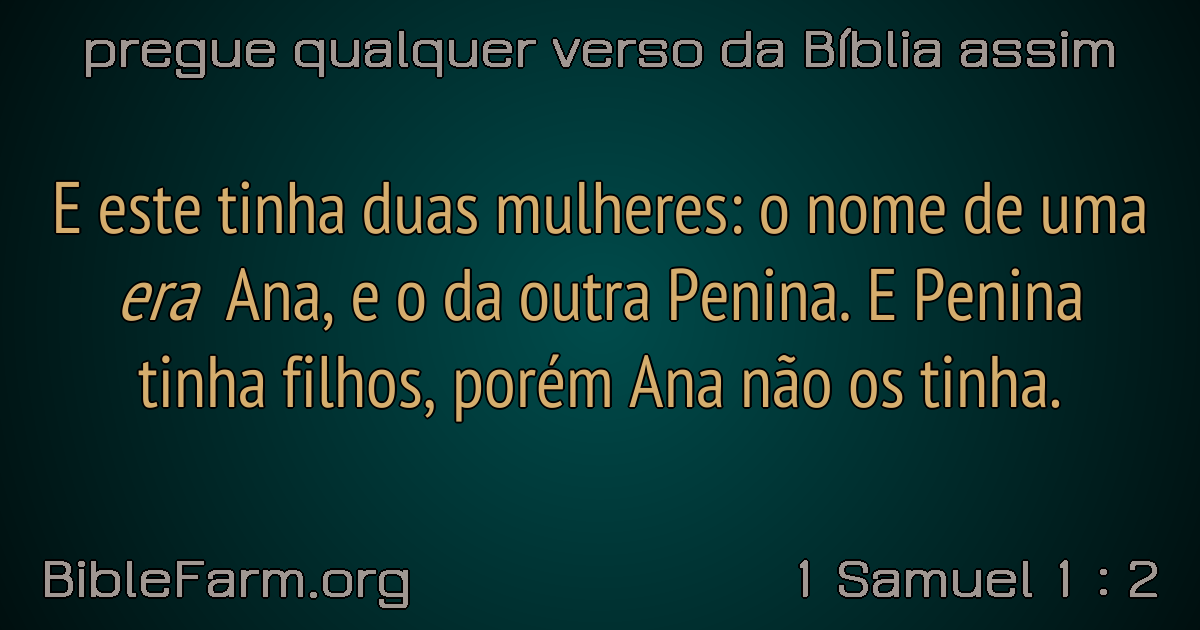 pregue qualquer verso da Bíblia assim
E este tinha duas mulheres: o nome de uma
era Ana, e o da outra Penina. E Penina
tinha filhos, porém Ana não os tinha.
BibleFarm.org
1 Samuel 1 : 2